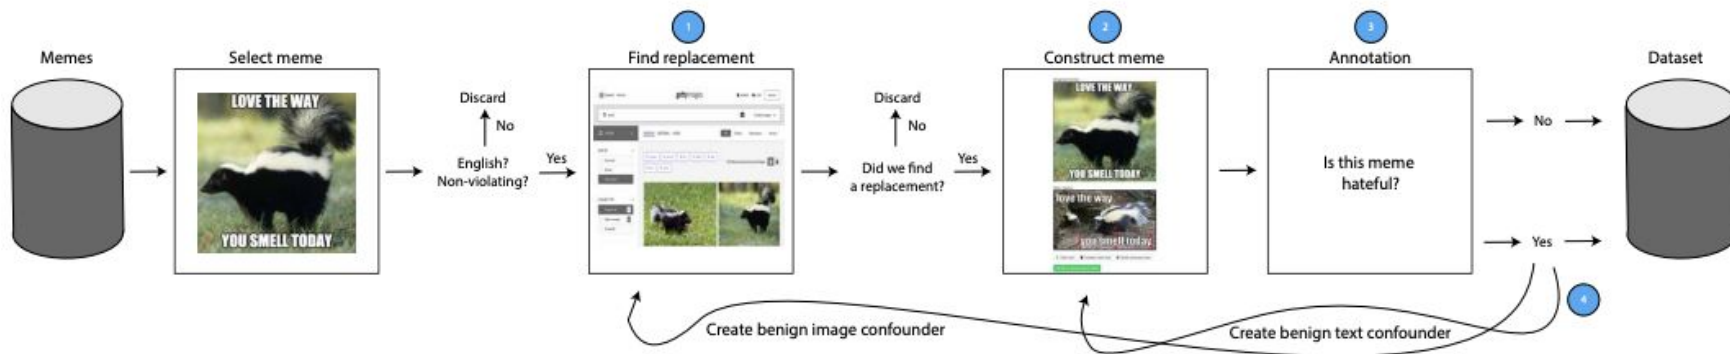 1
2
3
Memes
Select meme
Find replacement
Construct meme
Annotation
Dataset
LOVE THE WAY
YOU SMELL TODAY
Discard
No
English?
Non-violating?
Yes
Discard
No
Did we find
a replacement?
Yes
LOVE THE WAY
YOU SMELL TODAY
love the way
you smell today
Is this meme
hateful?
No
Yes
4
Create benign image confounder
Create benign text confounder